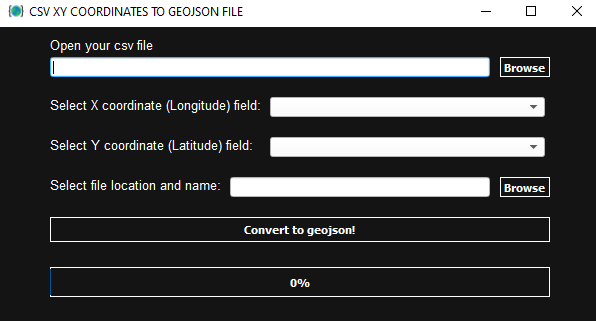 CSV XY COORDINATES TO GEOJSON FILE
Open your csv file
Browse
Select X coordinate (Longitude) field:
Select Y coordinate (Latitude) field:
Select file location and name: Browse
Convert to geojson!
0%